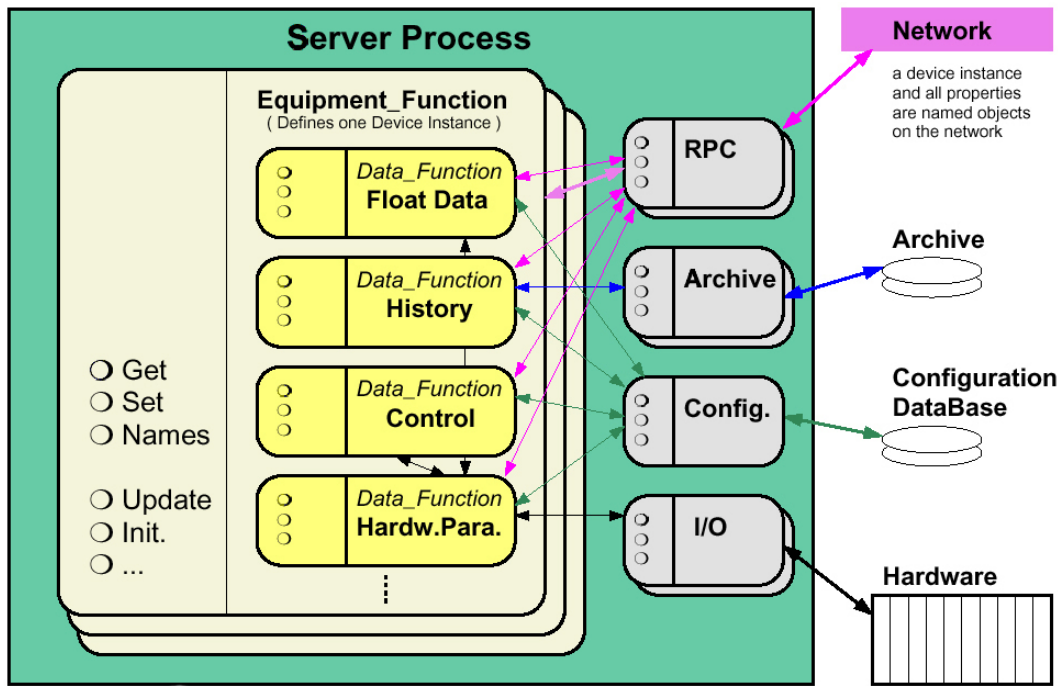 Server Process
Network
a device instance
and all properties
are named objects
on the network
Equipment_Function
( Defines one Device Instance )
Data_Function
Float Data
Data_Function
History
Data_Function
Control
Data_Function
Hardw.Para.
Get
Set
Names
Update
Init.
...
RPC
Archive
Config.
I/O
Archive
Configuration
DataBase
Hardware